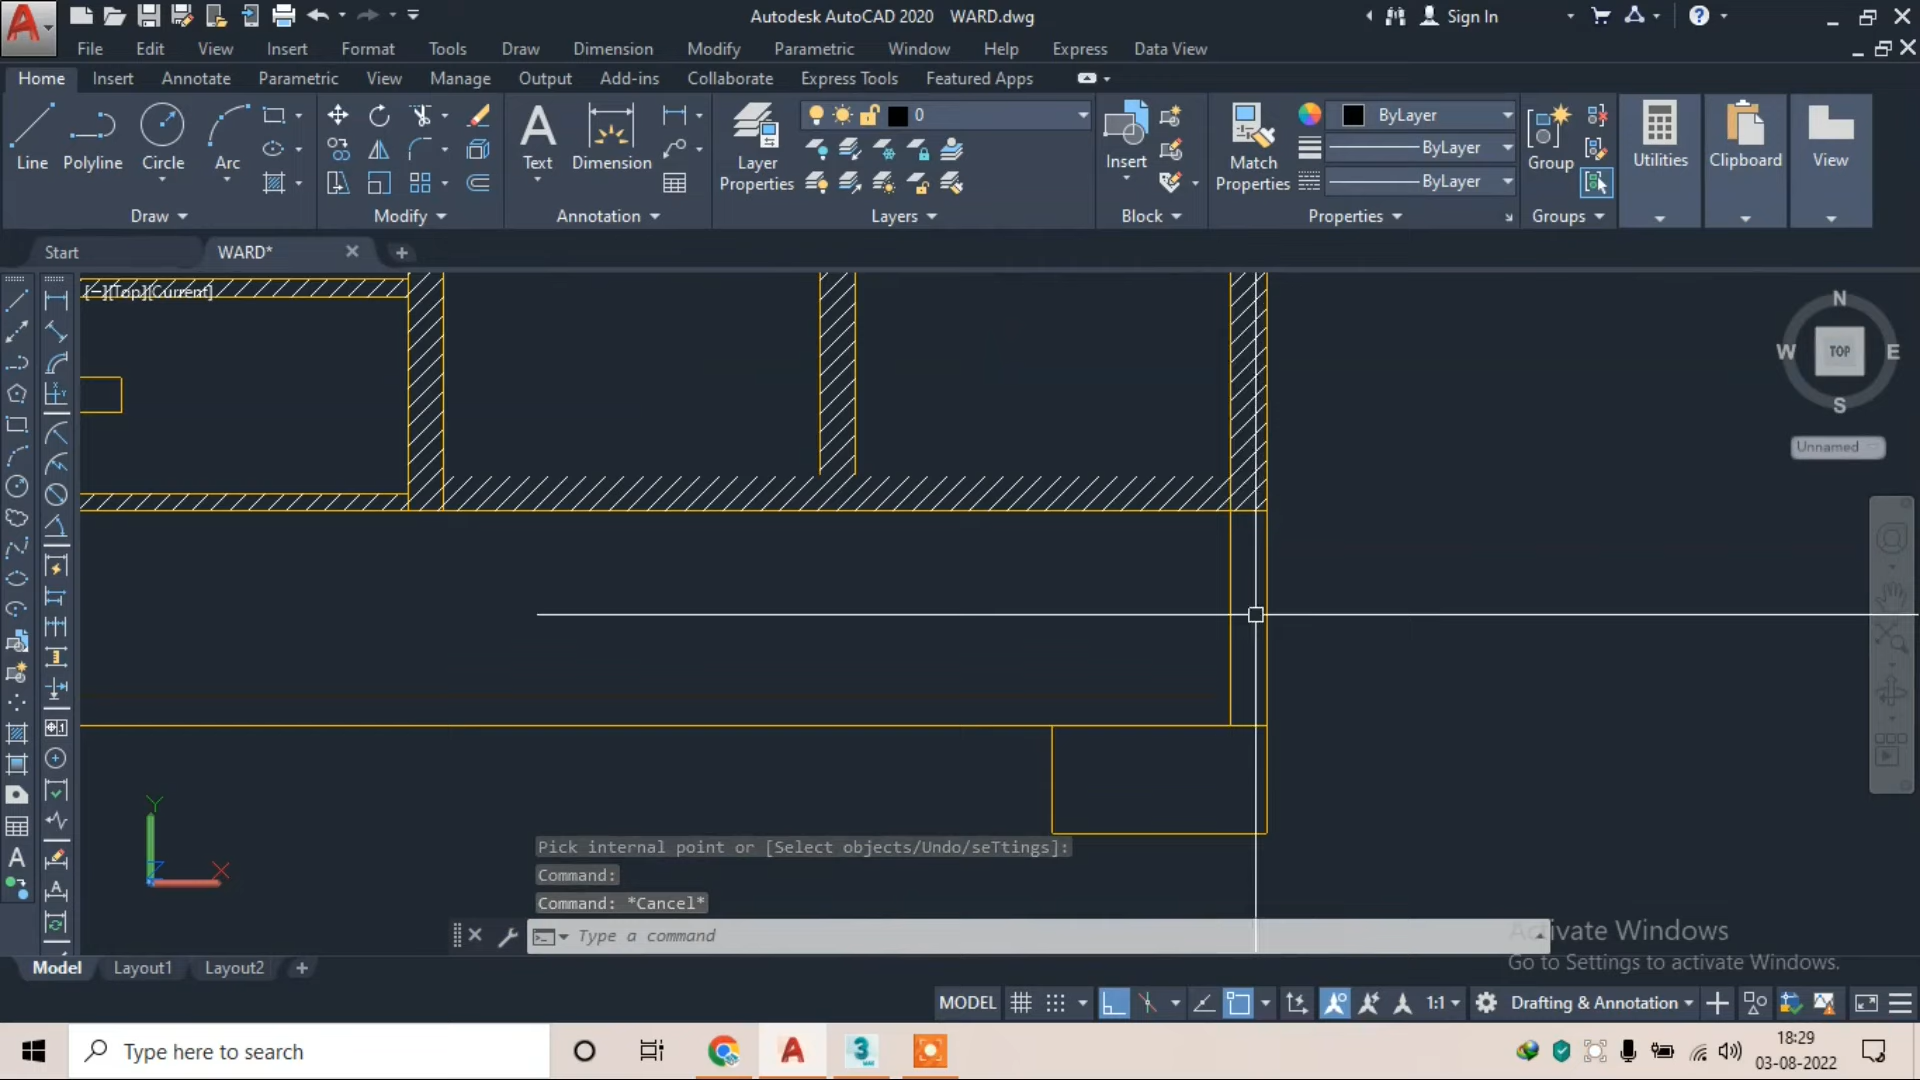 Autodesk AutoCAD 2020 WARD.dwg
Sign In
File Edit View Insert Format Tools Draw Dimension Modify Parametric Window Help Express Data View
Home Insert Annotate Parametric View Manage Output Add-ins Collaborate Express Tools Featured Apps
0
ByLayer
ByLayer
ByLayer
Line Polyline Circle Arc
Text Dimension
Layer Properties
Insert
Match Properties
Group
Utilities Clipboard View
Draw Modify Annotation Layers Block Properties Groups
Start WARD*
[−][Top][Current]
N
W TOP E
S
Unnamed
Pick internal point or [Select objects/Undo/seTtings]:
Command:
Command: *Cancel*
Type a command
Y
X
Activate Windows
Go to Settings to activate Windows.
Model Layout1 Layout2
MODEL 1:1 Drafting & Annotation
Type here to search
18:29
03-08-2022